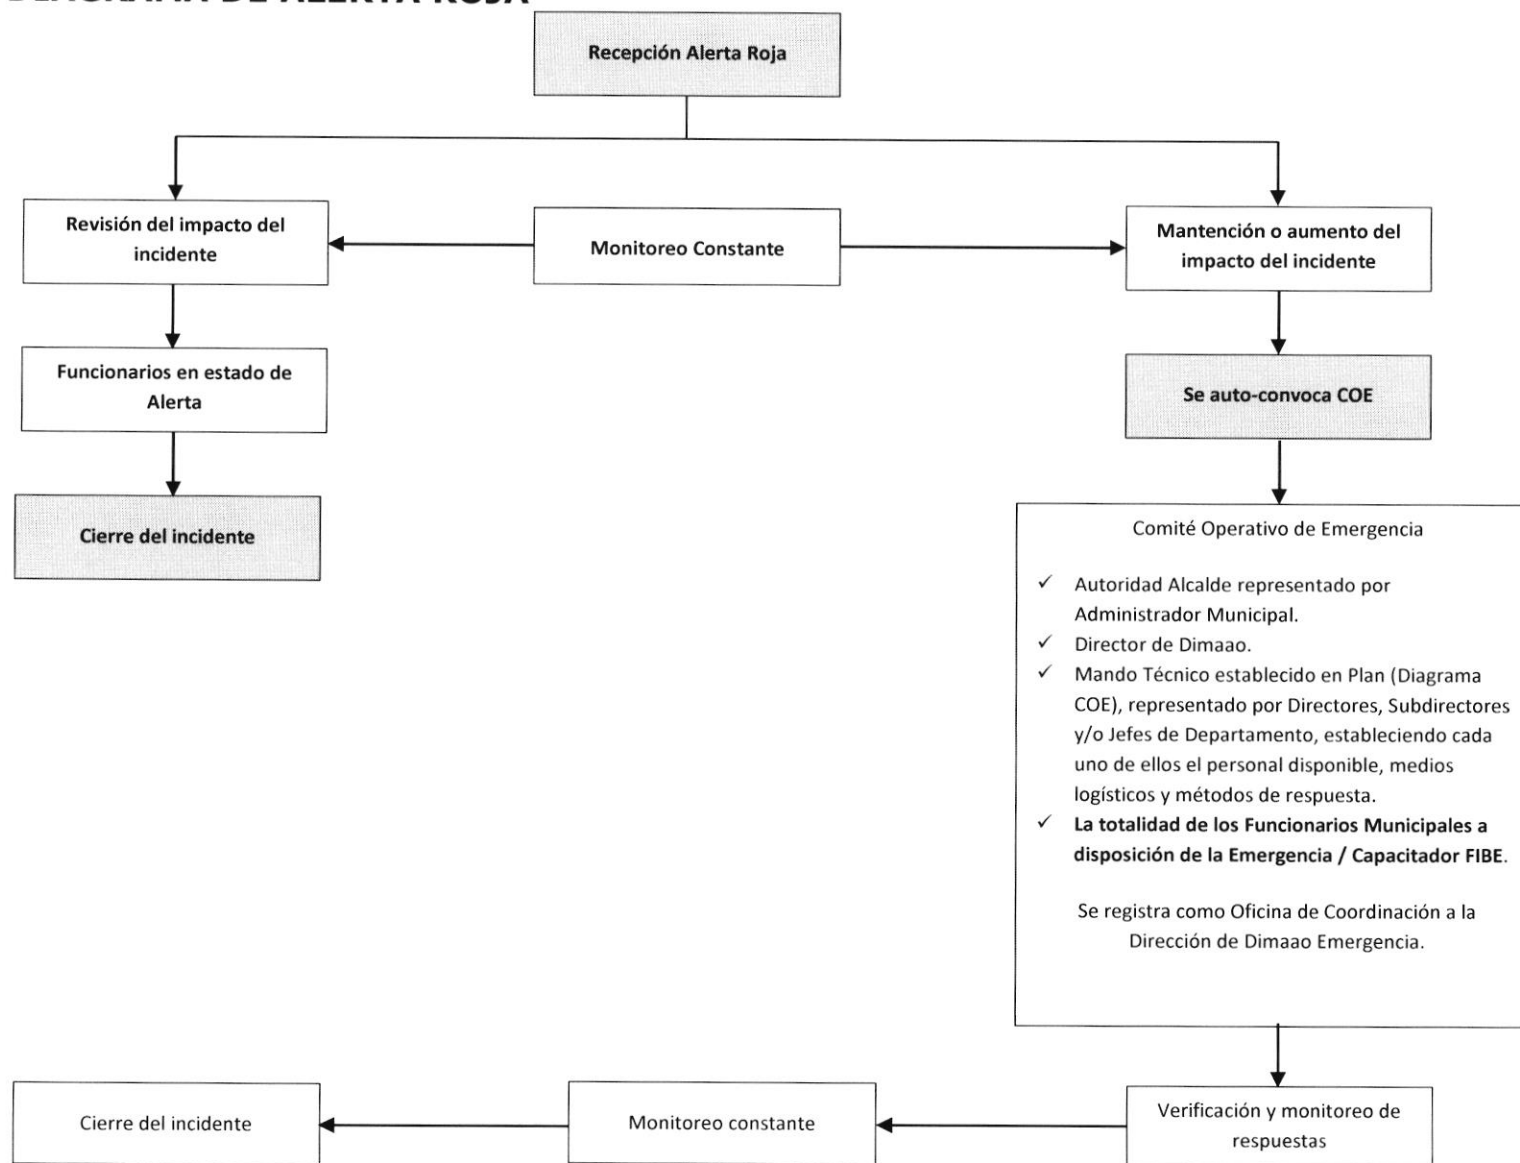 DIAGRAMA DE ALERTA ROJA
Recepción Alerta Roja
Revisión del impacto del
incidente
Monitoreo Constante
Mantención o aumento del
impacto del incidente
Funcionarios en estado de
Alerta
Se auto-convoca COE
Cierre del incidente
Comité Operativo de Emergencia
✓ Autoridad Alcalde representado por
Administrador Municipal.
✓ Director de Dimaao.
✓ Mando Técnico establecido en Plan (Diagrama
COE), representado por Directores, Subdirectores
y/o Jefes de Departamento, estableciendo cada
uno de ellos el personal disponible, medios
logísticos y métodos de respuesta.
✓ La totalidad de los Funcionarios Municipales a
disposición de la Emergencia / Capacitador FIBE.
Se registra como Oficina de Coordinación a la
Dirección de Dimaao Emergencia.
Cierre del incidente
Monitoreo constante
Verificación y monitoreo de
respuestas